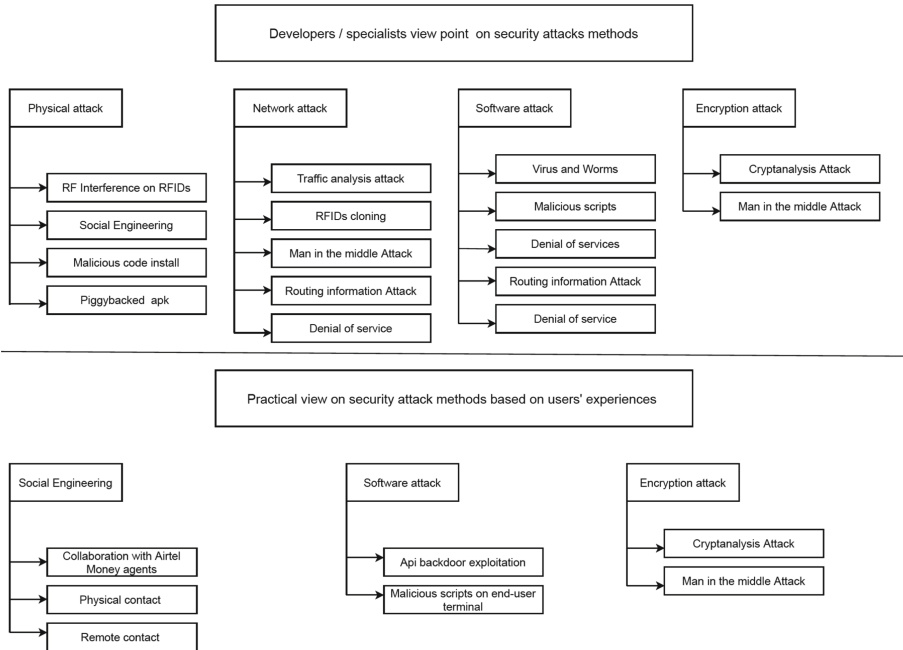 Developers / specialists view point on security attacks methods
Physical attack
RF Interference on RFIDs
Social Engineering
Malicious code install
Piggybacked apk
Network attack
Traffic analysis attack
RFIDs cloning
Man in the middle Attack
Routing information Attack
Denial of service
Software attack
Virus and Worms
Malicious scripts
Denial of services
Routing information Attack
Denial of service
Encryption attack
Cryptanalysis Attack
Man in the middle Attack
Practical view on security attack methods based on users' experiences
Social Engineering
Collaboration with Airtel
Money agents
Physical contact
Remote contact
Software attack
Api backdoor exploitation
Malicious scripts on end-user
terminal
Encryption attack
Cryptanalysis Attack
Man in the middle Attack